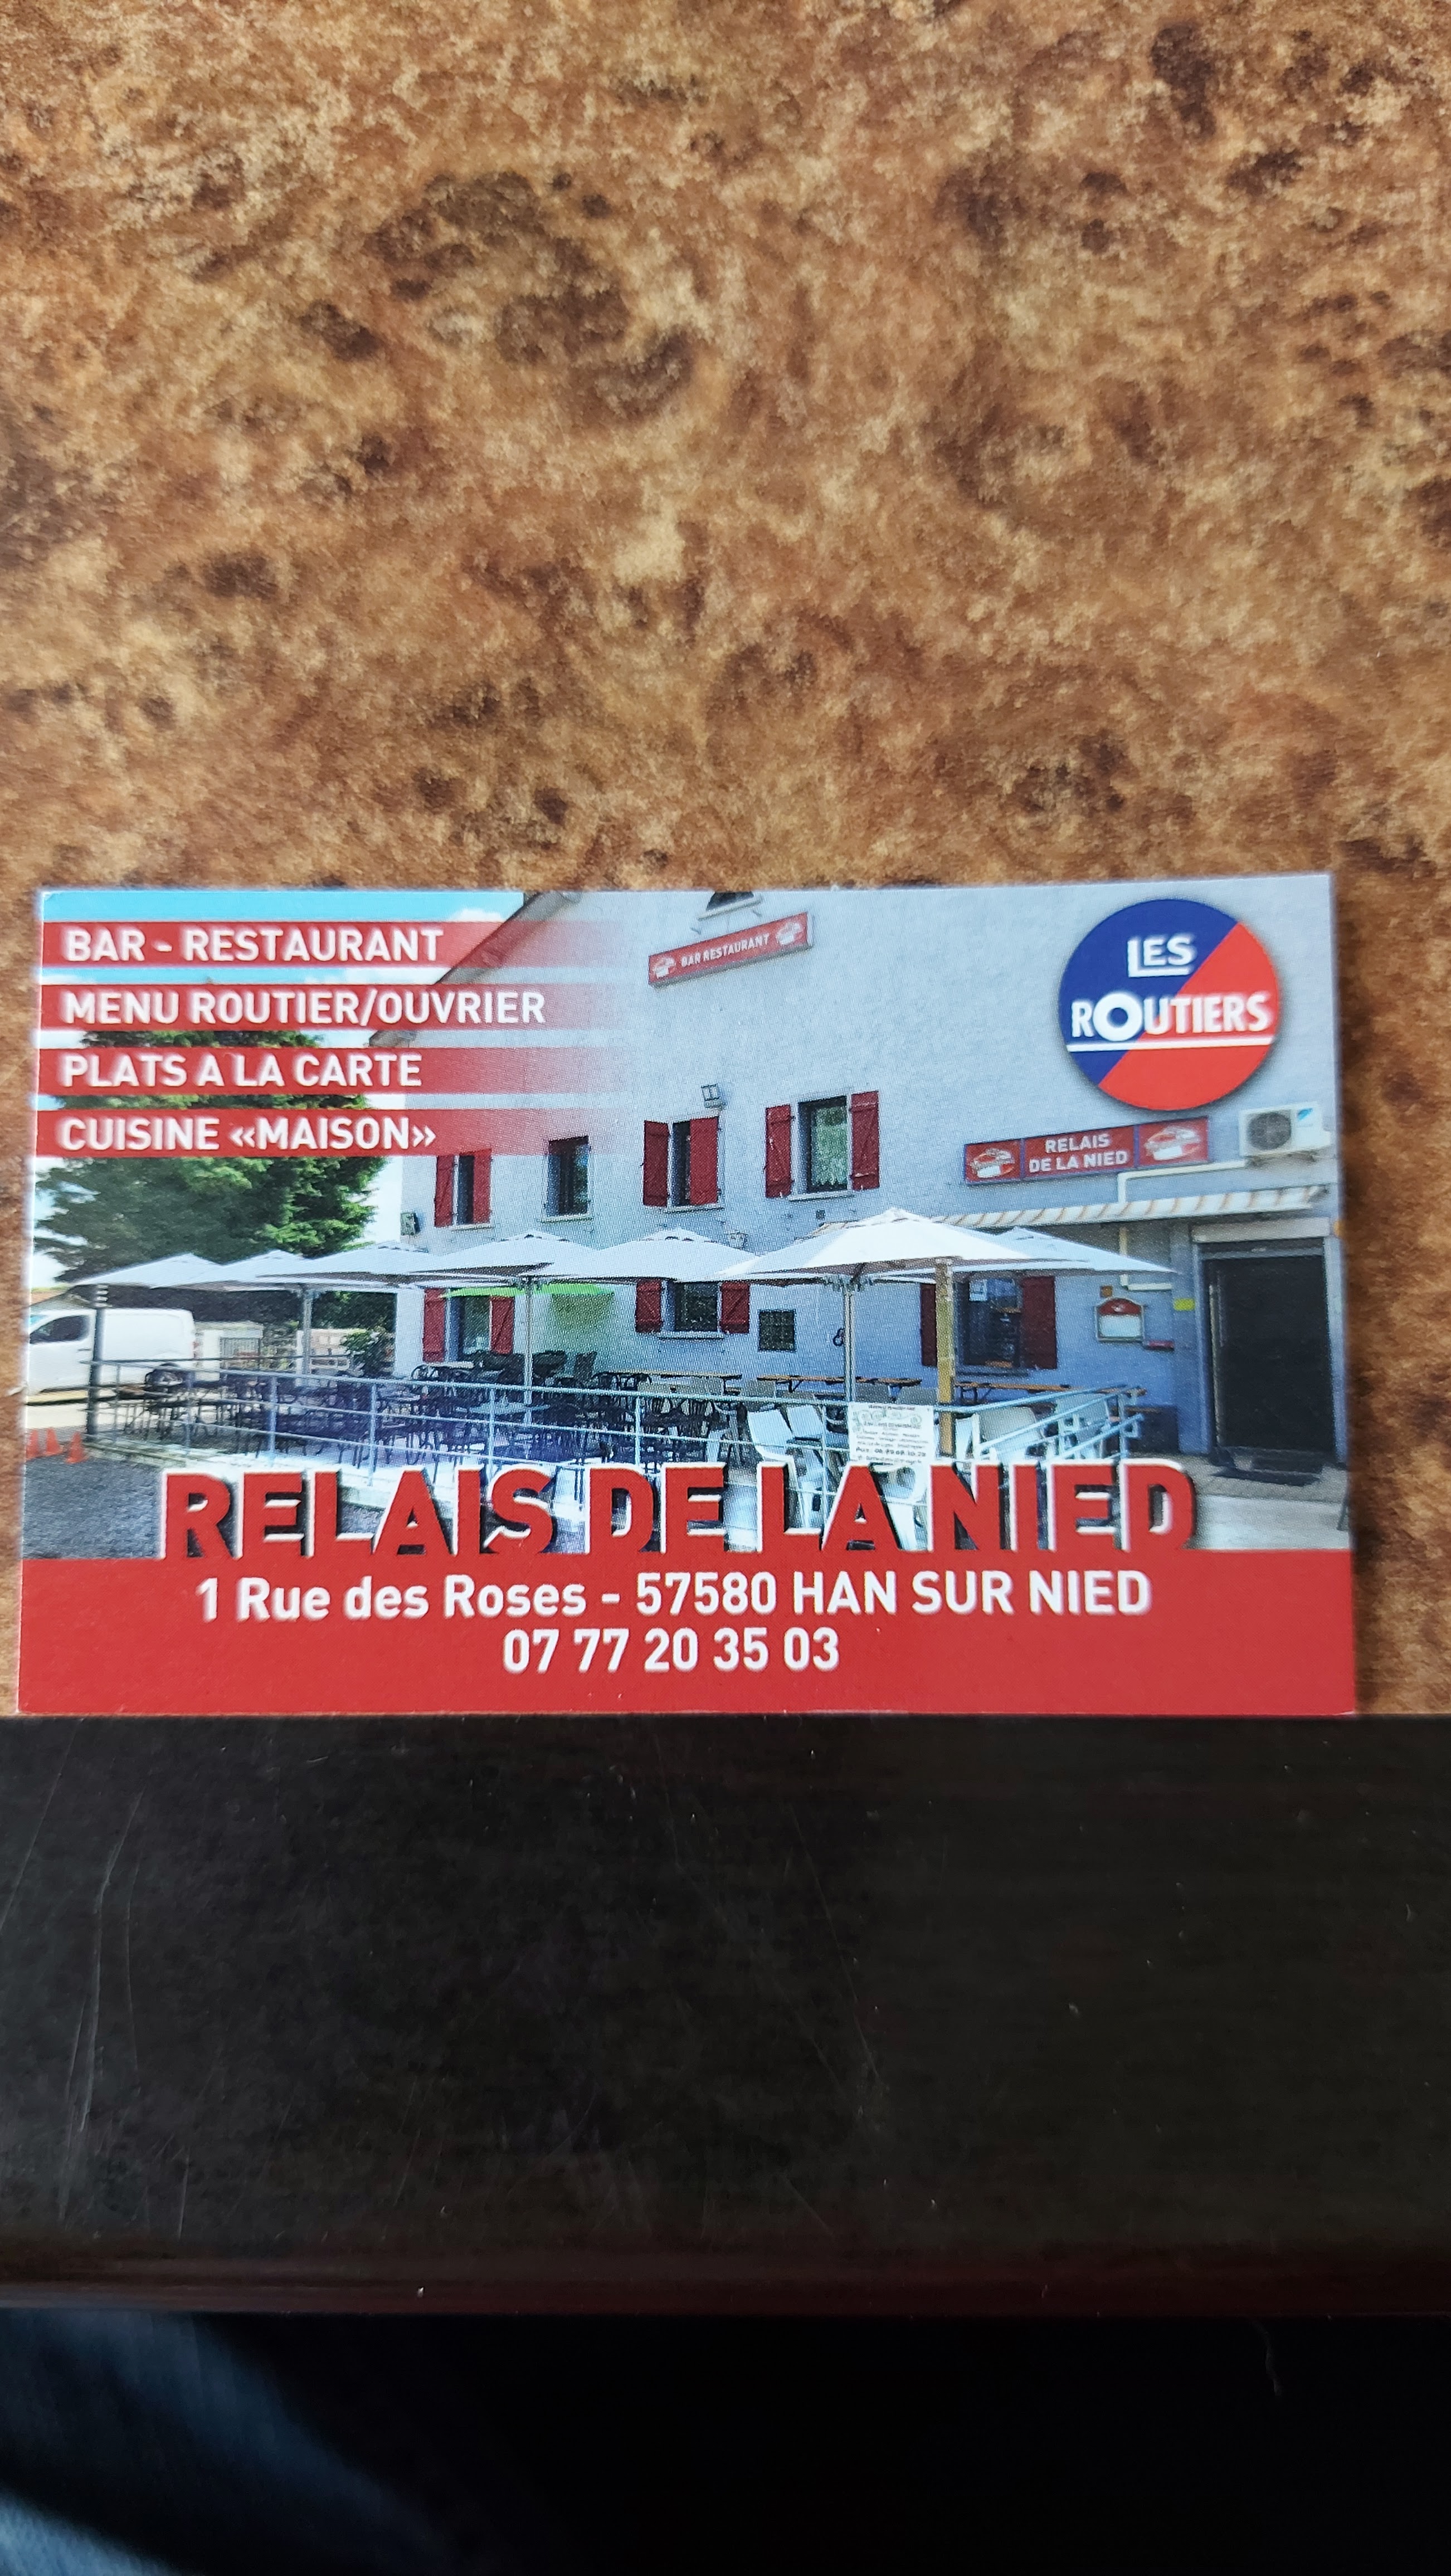 BAR - RESTAURANT
MENU ROUTIER/OUVRIER
PLATS A LA CARTE
CUISINE «MAISON»
BAR RESTAURANT
LES
ROUTIERS
RELAIS
DE LA NIED
RELAIS DE LA NIED
1 Rue des Roses - 57580 HAN SUR NIED
07 77 20 35 03